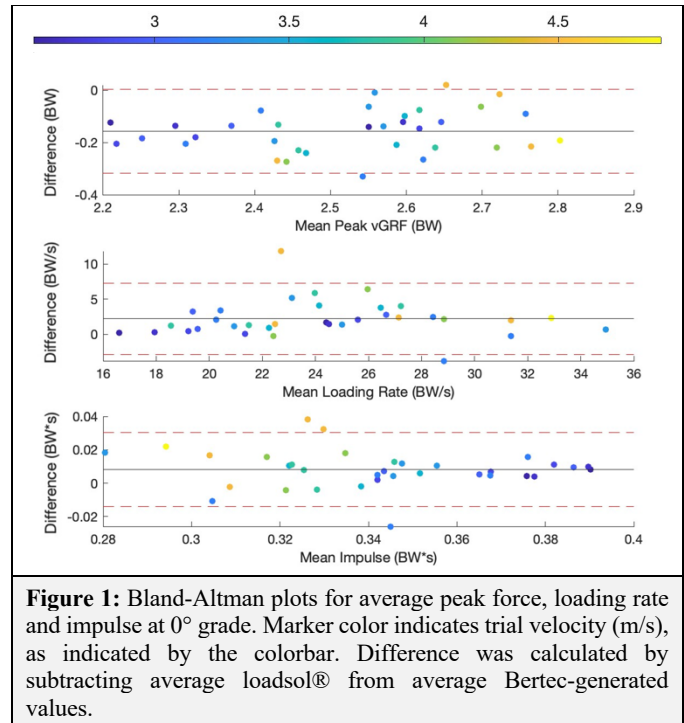 3 3.5 4 4.5
0
-0.2
-0.4
Difference (BW)
2.2 2.3 2.4 2.5 2.6 2.7 2.8 2.9
Mean Peak vGRF (BW)
10
5
0
Difference (BW/s)
16 18 20 22 24 26 28 30 32 34 36
Mean Loading Rate (BW/s)
0.04
0.02
0
-0.02
Difference (BW*s)
0.28 0.3 0.32 0.34 0.36 0.38 0.4
Mean Impulse (BW*s)
Figure 1: Bland-Altman plots for average peak force, loading rate
and impulse at 0° grade. Marker color indicates trial velocity (m/s),
as indicated by the colorbar. Difference was calculated by
subtracting average loadsol® from average Bertec-generated
values.